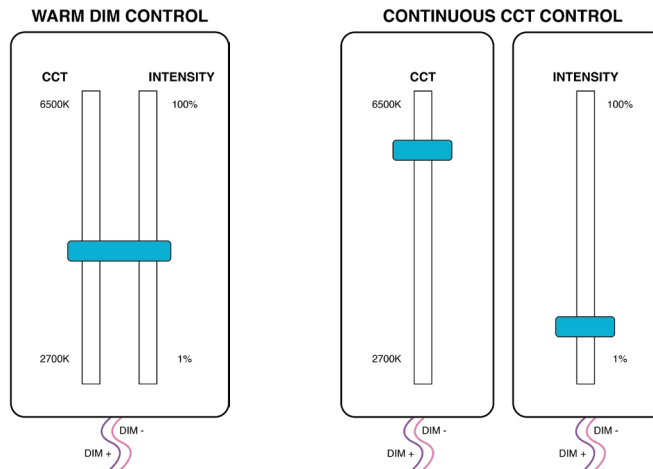 WARM DIM CONTROL
CCT
INTENSITY
6500K
100%
2700K
1%
DIM -
DIM +
CONTINUOUS CCT CONTROL
CCT
6500K
2700K
DIM -
DIM +
INTENSITY
100%
1%
DIM -
DIM +